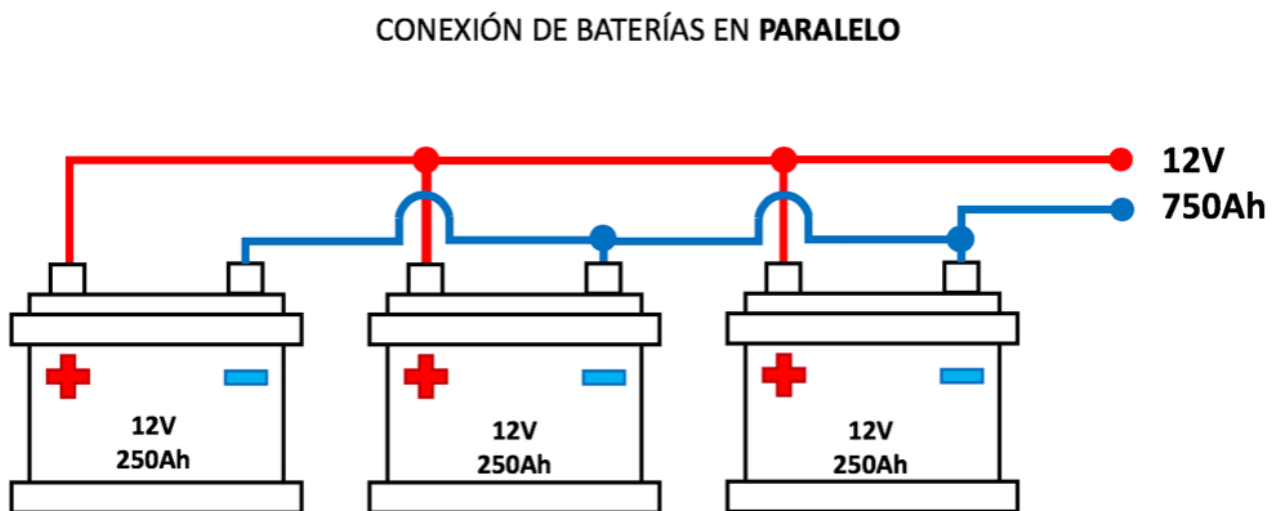 CONEXIÓN DE BATERÍAS EN PARALELO
12V
750Ah
12V
250Ah
12V
250Ah
12V
250Ah